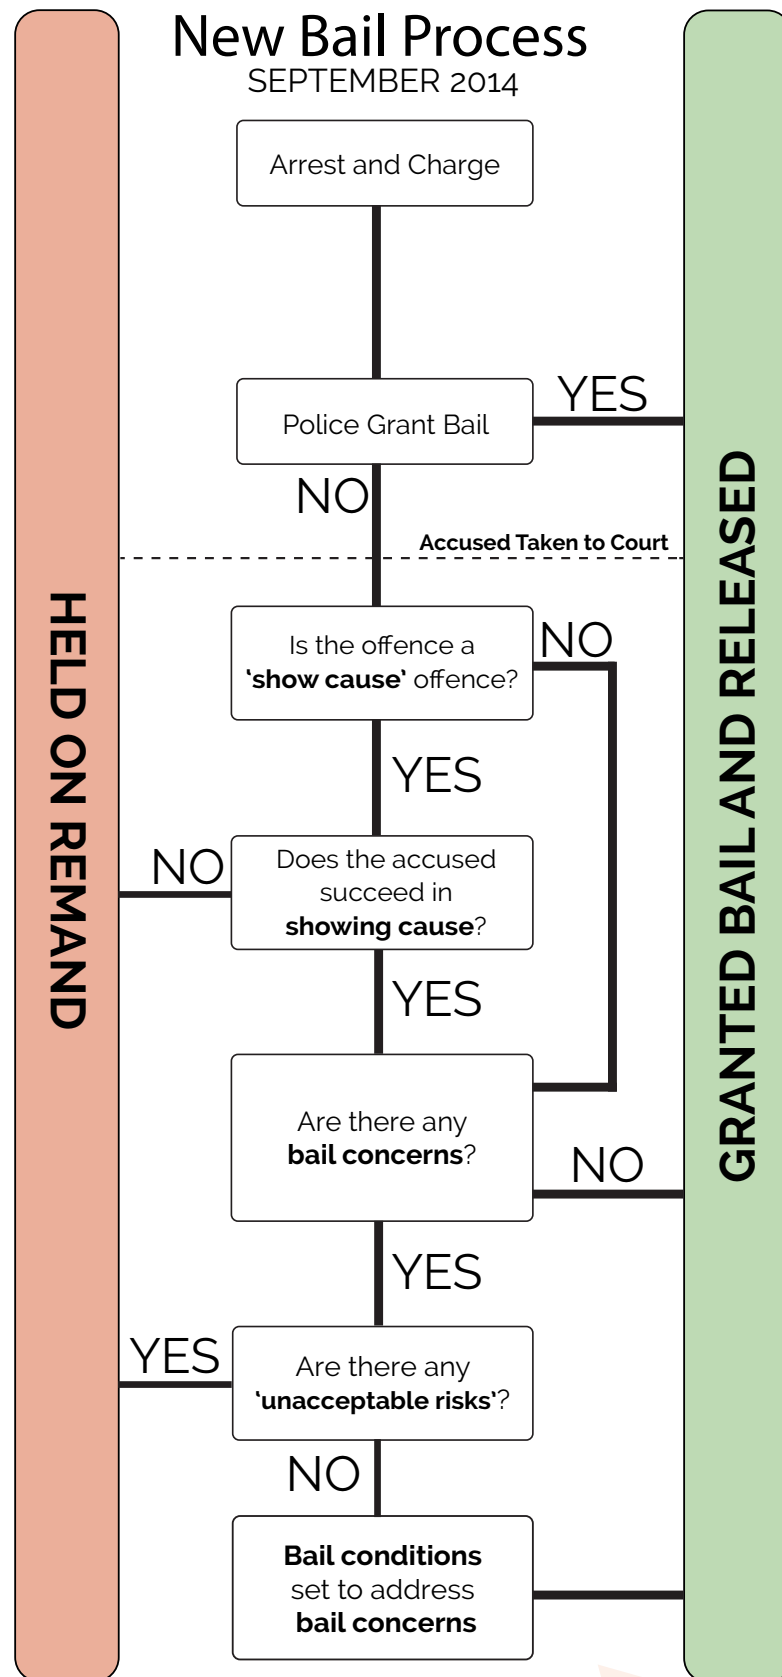 New Bail Process
SEPTEMBER 2014
Arrest and Charge
Police Grant Bail
YES
NO
Accused Taken to Court
Is the offence a
‘show cause’ offence?
NO
YES
NO
Does the accused
succeed in
showing cause?
YES
Are there any
bail concerns?
NO
YES
YES
Are there any
‘unacceptable risks’?
NO
Bail conditions
set to address
bail concerns
HELD ON REMAND
GRANTED BAIL AND RELEASED